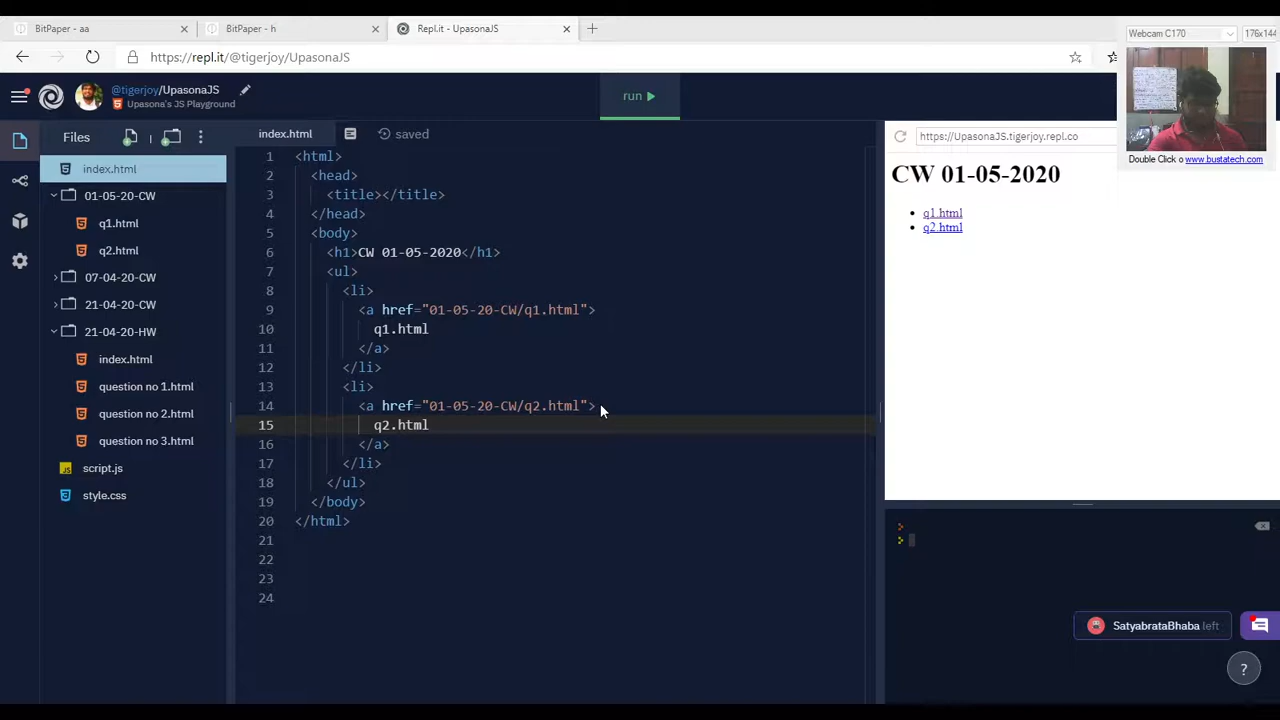 BitPaper - aa
BitPaper - h
Repl.it - UpasonaJS
https://repl.it/@tigerjoy/UpasonaJS
Webcam C170
176x144
@tigerjoy/UpasonaJS
Upasona's JS Playground
run
Files
index.html
saved
https://UpasonaJS.tigerjoy.repl.co
Double Click o www.bustatech.com
index.html
01-05-20-CW
q1.html
q2.html
07-04-20-CW
21-04-20-CW
21-04-20-HW
index.html
question no 1.html
question no 2.html
question no 3.html
script.js
style.css
1 <html>
2 <head>
3 <title></title>
4 </head>
5 <body>
6 <h1>CW 01-05-2020</h1>
7 <ul>
8 <li>
9 <a href="01-05-20-CW/q1.html">
10 q1.html
11 </a>
12 </li>
13 <li>
14 <a href="01-05-20-CW/q2.html">
15 q2.html
16 </a>
17 </li>
18 </ul>
19 </body>
20 </html>
21
22
23
24
CW 01-05-2020
q1.html
q2.html
SatyabrataBhaba left
?